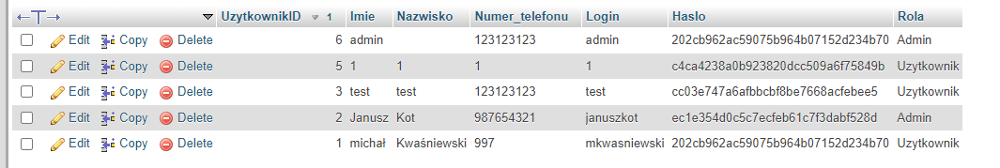 UzytkownikID 1 Imie Nazwisko Numer_telefonu Login Haslo Rola
Edit Copy Delete 6 admin 123123123 admin 202cb962ac59075b964b07152d234b70 Admin
Edit Copy Delete 5 1 1 1 1 c4ca4238a0b923820dcc509a6f75849b Uzytkownik
Edit Copy Delete 3 test test 123123123 test cc03e747a6afbbcbf8be7668acfebee5 Uzytkownik
Edit Copy Delete 2 Janusz Kot 987654321 januszkot ec1e354d0c5c7ecfeb61c7f3dabf528d Admin
Edit Copy Delete 1 michał Kwaśniewski 997 mkwasniewski 202cb962ac59075b964b07152d234b70 Uzytkownik